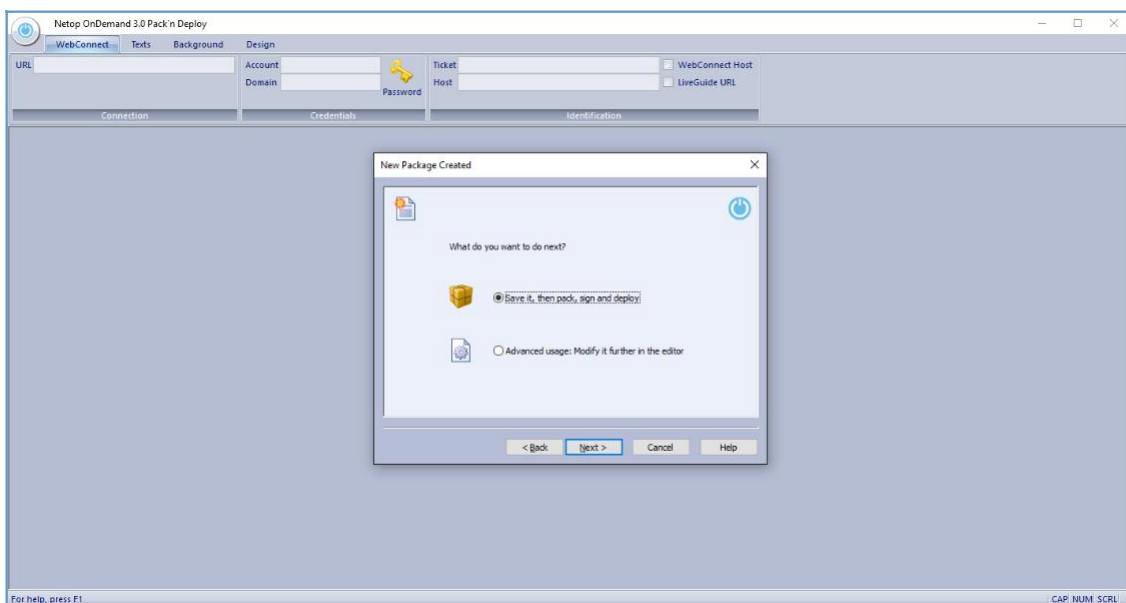 Netop OnDemand 3.0 Pack'n Deploy
WebConnect Texts Background Design
URL Account Ticket WebConnect Host
Domain Password Host LiveGuide URL
Connection Credentials Identification
New Package Created
What do you want to do next?
Save it, then pack, sign and deploy
Advanced usage: Modify it further in the editor
< Back Next > Cancel Help
For help, press F1 CAP NUM SCRL